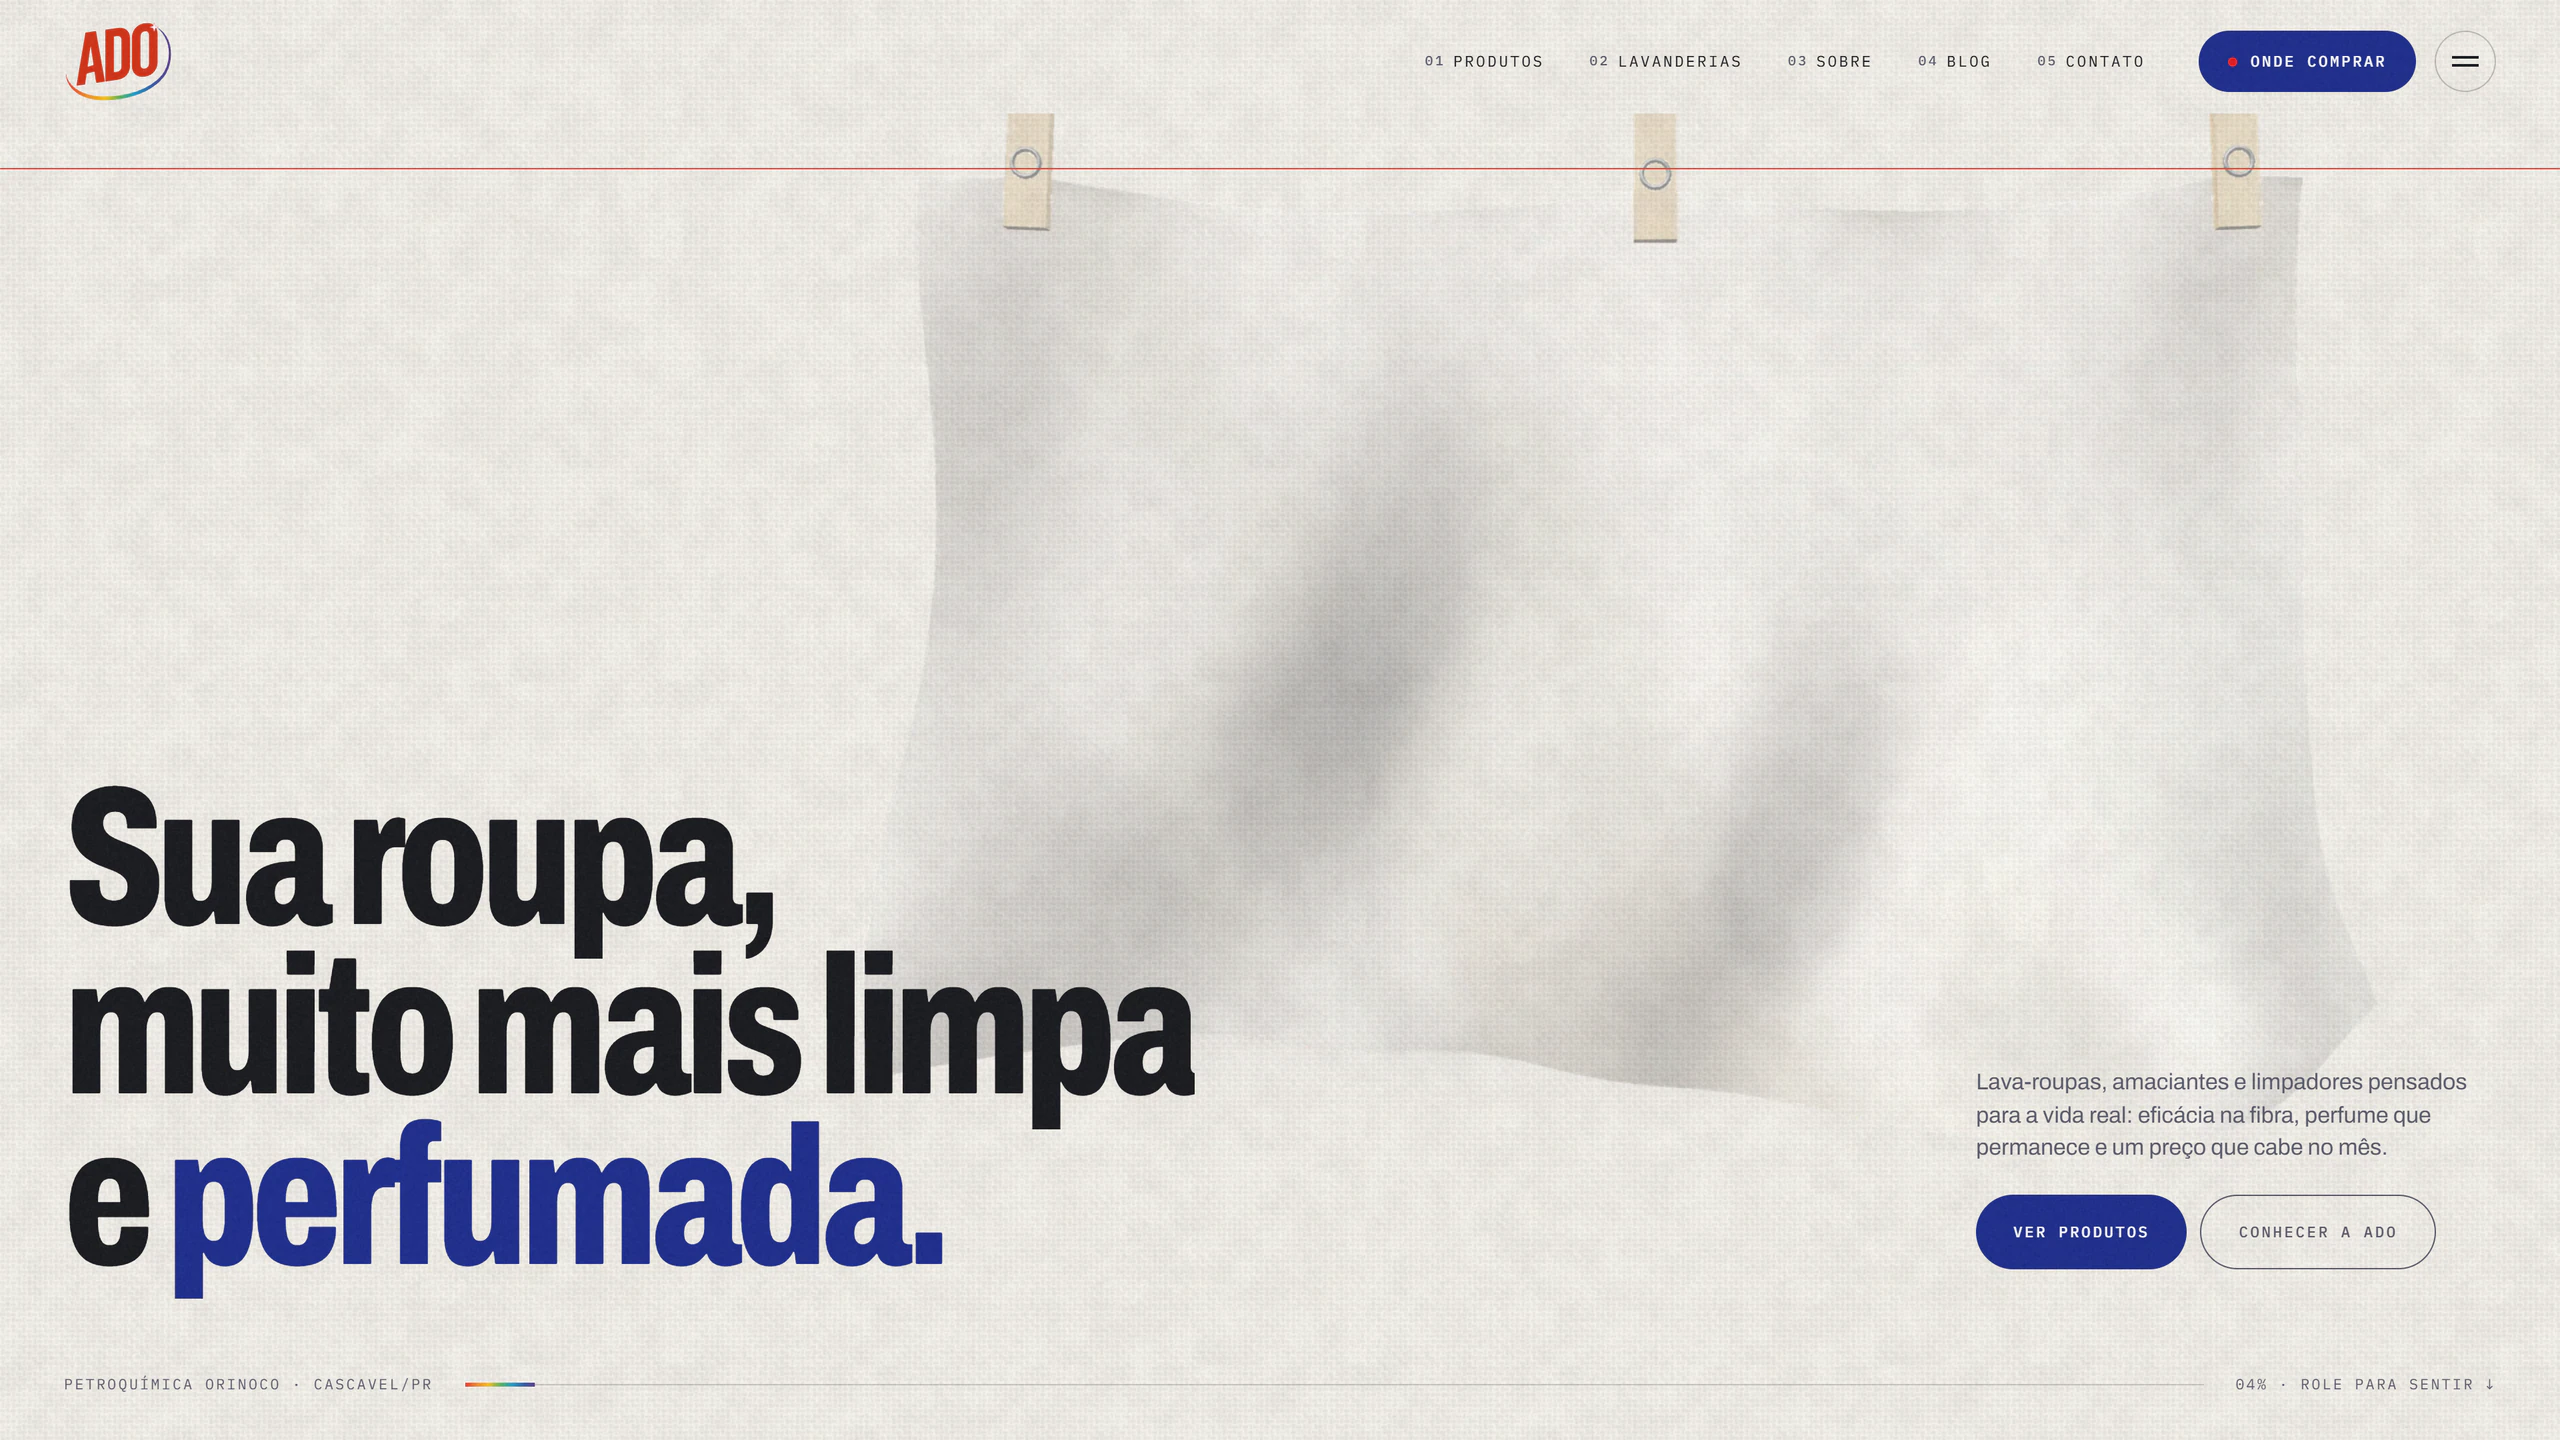 ADO
01 PRODUTOS
02 LAVANDERIAS
03 SOBRE
04 BLOG
05 CONTATO
ONDE COMPRAR
Sua roupa,
muito mais limpa
e perfumada.
Lava-roupas, amaciantes e limpadores pensados
para a vida real: eficácia na fibra, perfume que
permanece e um preço que cabe no mês.
VER PRODUTOS
CONHECER A ADO
PETROQUÍMICA ORINOCO · CASCAVEL/PR
04% · ROLE PARA SENTIR ↓